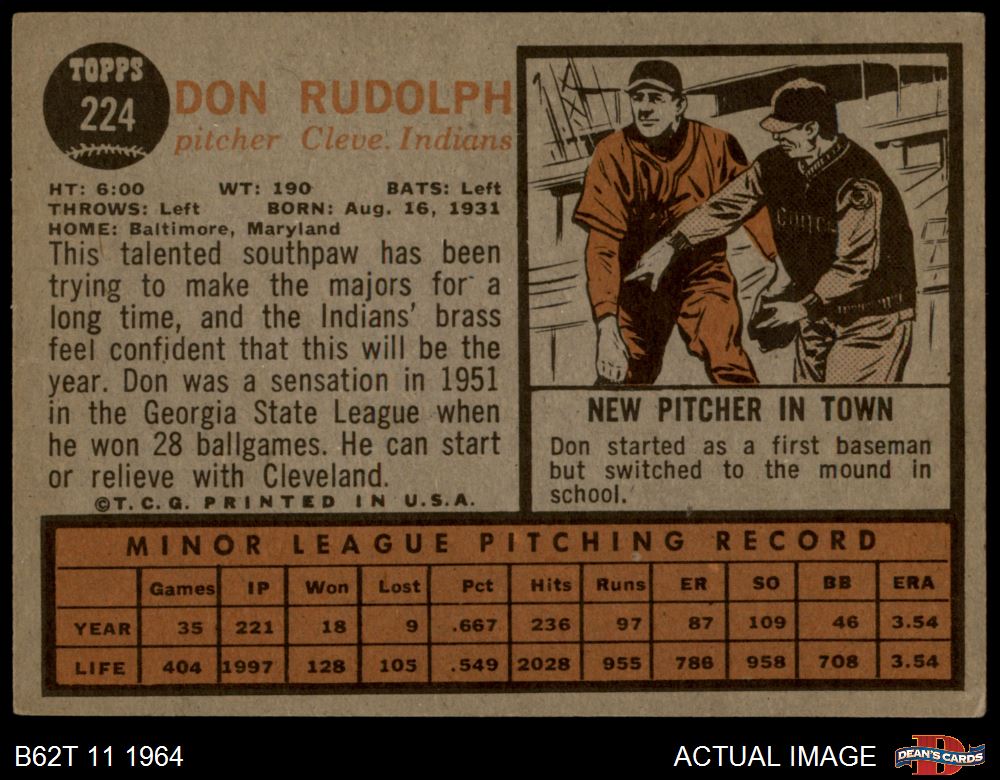 TOPPS
224
DON RUDOLPH
pitcher Cleve. Indians
HT: 6:00 WT: 190 BATS: Left
THROWS: Left BORN: Aug. 16, 1931
HOME: Baltimore, Maryland
This talented southpaw has been
trying to make the majors for a
long time, and the Indians' brass
feel confident that this will be the
year. Don was a sensation in 1951
in the Georgia State League when
he won 28 ballgames. He can start
or relieve with Cleveland.
©T.C.G. PRINTED IN U.S.A.
NEW PITCHER IN TOWN
Don started as a first baseman
but switched to the mound in
school.
MINOR LEAGUE PITCHING RECORD
Games IP Won Lost Pct Hits Runs ER SO BB ERA
YEAR 35 221 18 9 .667 236 97 87 109 46 3.54
LIFE 404 1997 128 105 .549 2028 955 786 958 708 3.54
B62T 11 1964
ACTUAL IMAGE
D
DEAN'S CARDS